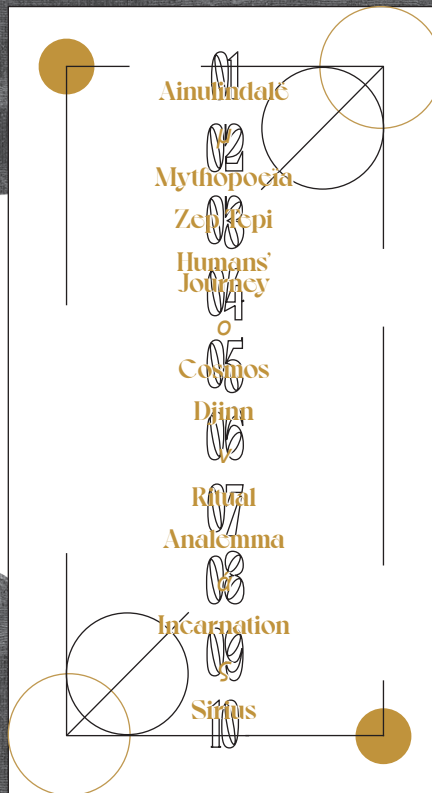 01
Ainulindalë
μ
02
Mythopoeia
03
Zep Tepi
Humans'
Journey
04
ο
05
Cosmos
Djinn
06
ν
Ritual
07
Analemma
08
ά
Incarnation
09
ς
Sirius
10